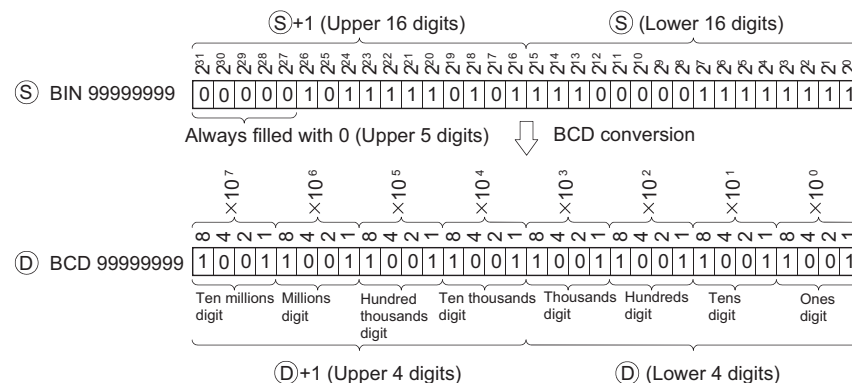 Ⓢ+1 (Upper 16 digits) Ⓢ (Lower 16 digits)
2³¹ 2³⁰ 2²⁹ 2²⁸ 2²⁷ 2²⁶ 2²⁵ 2²⁴ 2²³ 2²² 2²¹ 2²⁰ 2¹⁹ 2¹⁸ 2¹⁷ 2¹⁶ 2¹⁵ 2¹⁴ 2¹³ 2¹² 2¹¹ 2¹⁰ 2⁹ 2⁸ 2⁷ 2⁶ 2⁵ 2⁴ 2³ 2² 2¹ 2⁰
Ⓢ BIN 99999999 0 0 0 0 0 1 0 1 1 1 1 1 0 1 0 1 1 1 1 0 0 0 0 0 1 1 1 1 1 1 1 1
Always filled with 0 (Upper 5 digits) BCD conversion
×10⁷ ×10⁶ ×10⁵ ×10⁴ ×10³ ×10² ×10¹ ×10⁰
8 4 2 1 8 4 2 1 8 4 2 1 8 4 2 1 8 4 2 1 8 4 2 1 8 4 2 1 8 4 2 1
Ⓓ BCD 99999999 1 0 0 1 1 0 0 1 1 0 0 1 1 0 0 1 1 0 0 1 1 0 0 1 1 0 0 1 1 0 0 1
Ten millions digit
Millions digit
Hundred thousands digit
Ten thousands digit
Thousands digit
Hundreds digit
Tens digit
Ones digit
Ⓓ+1 (Upper 4 digits) Ⓓ (Lower 4 digits)